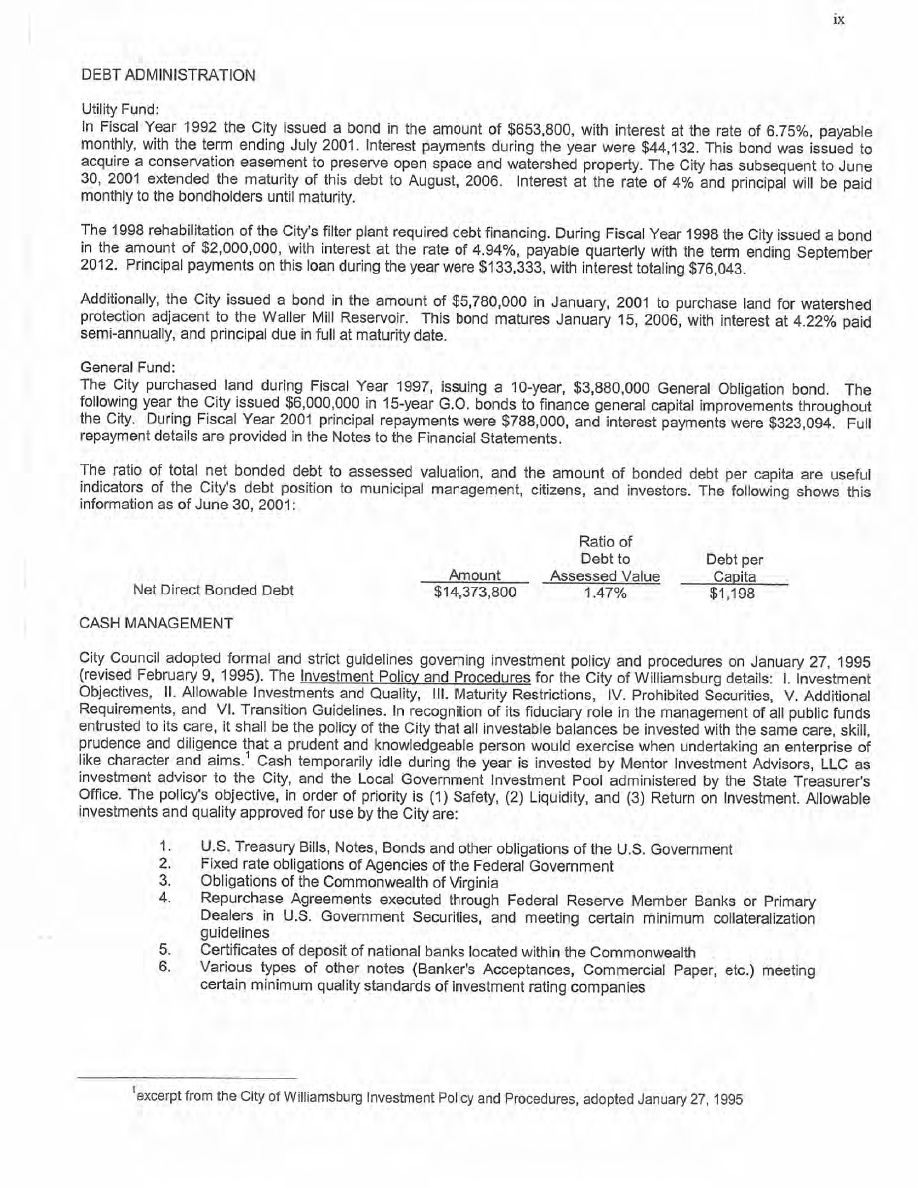 ix
DEBT ADMINISTRATION
Utility Fund:
In Fiscal Year 1992 the City issued a bond in the amount of $653,800, with interest at the rate of 6.75%, payable
monthly, with the term ending July 2001. Interest payments during the year were $44,132. This bond was issued to
acquire a conservation easement to preserve open space and watershed property. The City has subsequent to June
30, 2001 extended the maturity of this debt to August, 2006. Interest at the rate of 4% and principal will be paid
monthly to the bondholders until maturity.
The 1998 rehabilitation of the City's filter plant required debt financing. During Fiscal Year 1998 the City issued a bond
in the amount of $2,000,000, with interest at the rate of 4.94%, payable quarterly with the term ending September
2012. Principal payments on this loan during the year were $133,333, with interest totaling $76,043.
Additionally, the City issued a bond in the amount of $5,780,000 in January, 2001 to purchase land for watershed
protection adjacent to the Waller Mill Reservoir. This bond matures January 15, 2006, with interest at 4.22% paid
semi-annually, and principal due in full at maturity date.
General Fund:
The City purchased land during Fiscal Year 1997, issuing a 10-year, $3,880,000 General Obligation bond. The
following year the City issued $6,000,000 in 15-year G.O. bonds to finance general capital improvements throughout
the City. During Fiscal Year 2001 principal repayments were $788,000, and interest payments were $323,094. Full
repayment details are provided in the Notes to the Financial Statements.
The ratio of total net bonded debt to assessed valuation, and the amount of bonded debt per capita are useful
indicators of the City's debt position to municipal management, citizens, and investors. The following shows this
information as of June 30, 2001:
Ratio of
Debt to Debt per
Amount Assessed Value Capita
Net Direct Bonded Debt $14,373,800 1.47% $1,198
CASH MANAGEMENT
City Council adopted formal and strict guidelines governing investment policy and procedures on January 27, 1995
(revised February 9, 1995). The Investment Policy and Procedures for the City of Williamsburg details: I. Investment
Objectives, II. Allowable Investments and Quality, III. Maturity Restrictions, IV. Prohibited Securities, V. Additional
Requirements, and VI. Transition Guidelines. In recognition of its fiduciary role in the management of all public funds
entrusted to its care, it shall be the policy of the City that all investable balances be invested with the same care, skill,
prudence and diligence that a prudent and knowledgeable person would exercise when undertaking an enterprise of
like character and aims.¹ Cash temporarily idle during the year is invested by Mentor Investment Advisors, LLC as
investment advisor to the City, and the Local Government Investment Pool administered by the State Treasurer's
Office. The policy's objective, in order of priority is (1) Safety, (2) Liquidity, and (3) Return on Investment. Allowable
investments and quality approved for use by the City are:
1. U.S. Treasury Bills, Notes, Bonds and other obligations of the U.S. Government
2. Fixed rate obligations of Agencies of the Federal Government
3. Obligations of the Commonwealth of Virginia
4. Repurchase Agreements executed through Federal Reserve Member Banks or Primary
Dealers in U.S. Government Securities, and meeting certain minimum collateralization
guidelines
5. Certificates of deposit of national banks located within the Commonwealth
6. Various types of other notes (Banker's Acceptances, Commercial Paper, etc.) meeting
certain minimum quality standards of investment rating companies
¹excerpt from the City of Williamsburg Investment Policy and Procedures, adopted January 27, 1995